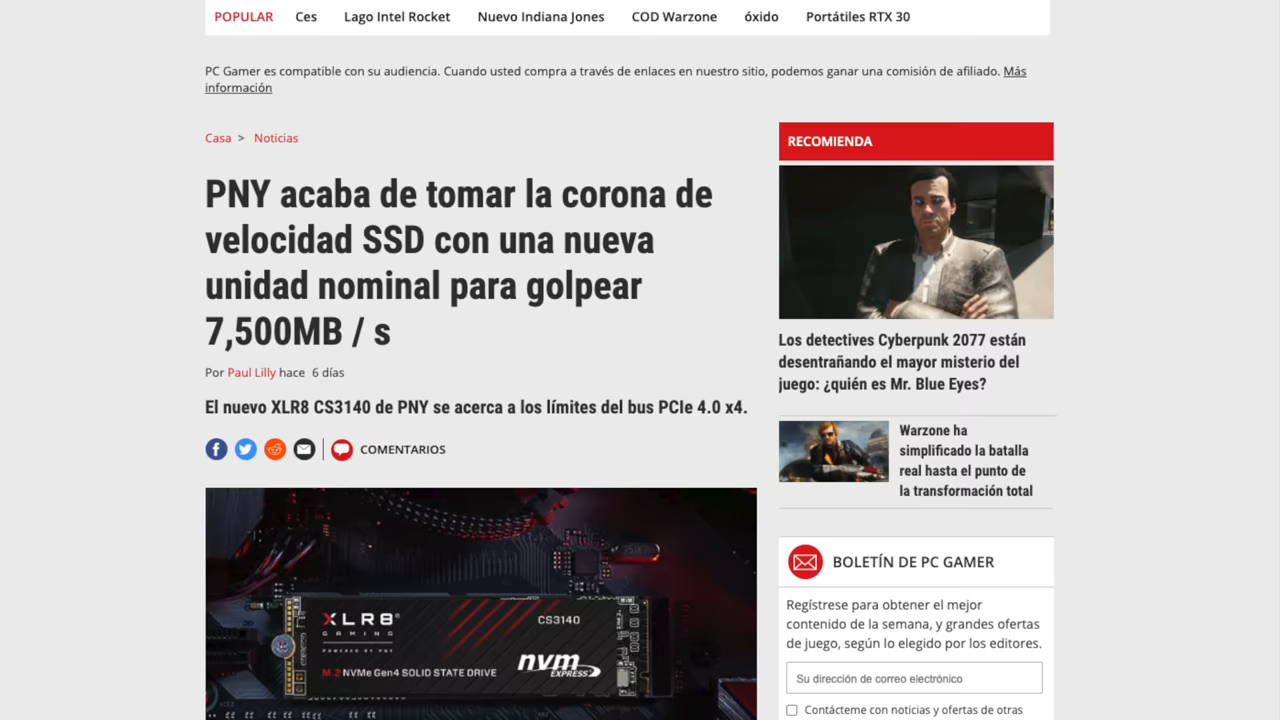 POPULAR Ces Lago Intel Rocket Nuevo Indiana Jones COD Warzone óxido Portátiles RTX 30
PC Gamer es compatible con su audiencia. Cuando usted compra a través de enlaces en nuestro sitio, podemos ganar una comisión de afiliado. Más
información
Casa > Noticias
PNY acaba de tomar la corona de
velocidad SSD con una nueva
unidad nominal para golpear
7,500MB / s
Por Paul Lilly hace 6 días
El nuevo XLR8 CS3140 de PNY se acerca a los límites del bus PCIe 4.0 x4.
COMENTARIOS
XLR8®
GAMING
POWERED BY PNY
CS3140
M.2 NVMe Gen4 SOLID STATE DRIVE
nvm
EXPRESS
RECOMIENDA
Los detectives Cyberpunk 2077 están
desentrañando el mayor misterio del
juego: ¿quién es Mr. Blue Eyes?
Warzone ha
simplificado la batalla
real hasta el punto de
la transformación total
BOLETÍN DE PC GAMER
Regístrese para obtener el mejor
contenido de la semana, y grandes ofertas
de juego, según lo elegido por los editores.
Su dirección de correo electrónico
Contácteme con noticias y ofertas de otras